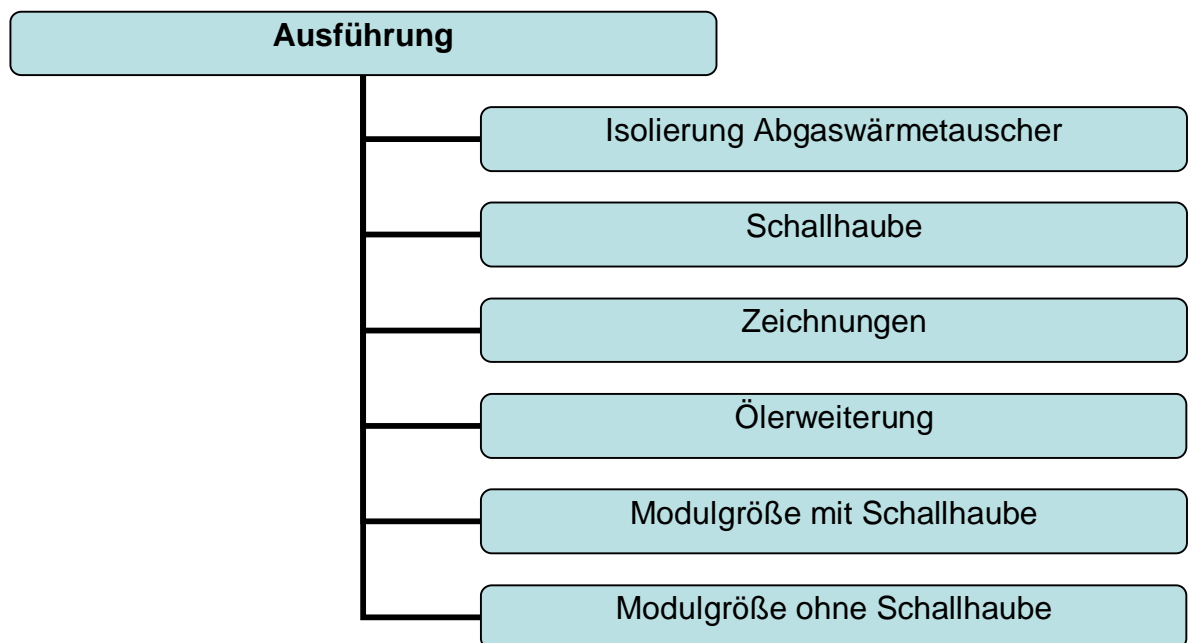 Ausführung
Isolierung Abgaswärmetauscher
Schallhaube
Zeichnungen
Ölerweiterung
Modulgröße mit Schallhaube
Modulgröße ohne Schallhaube